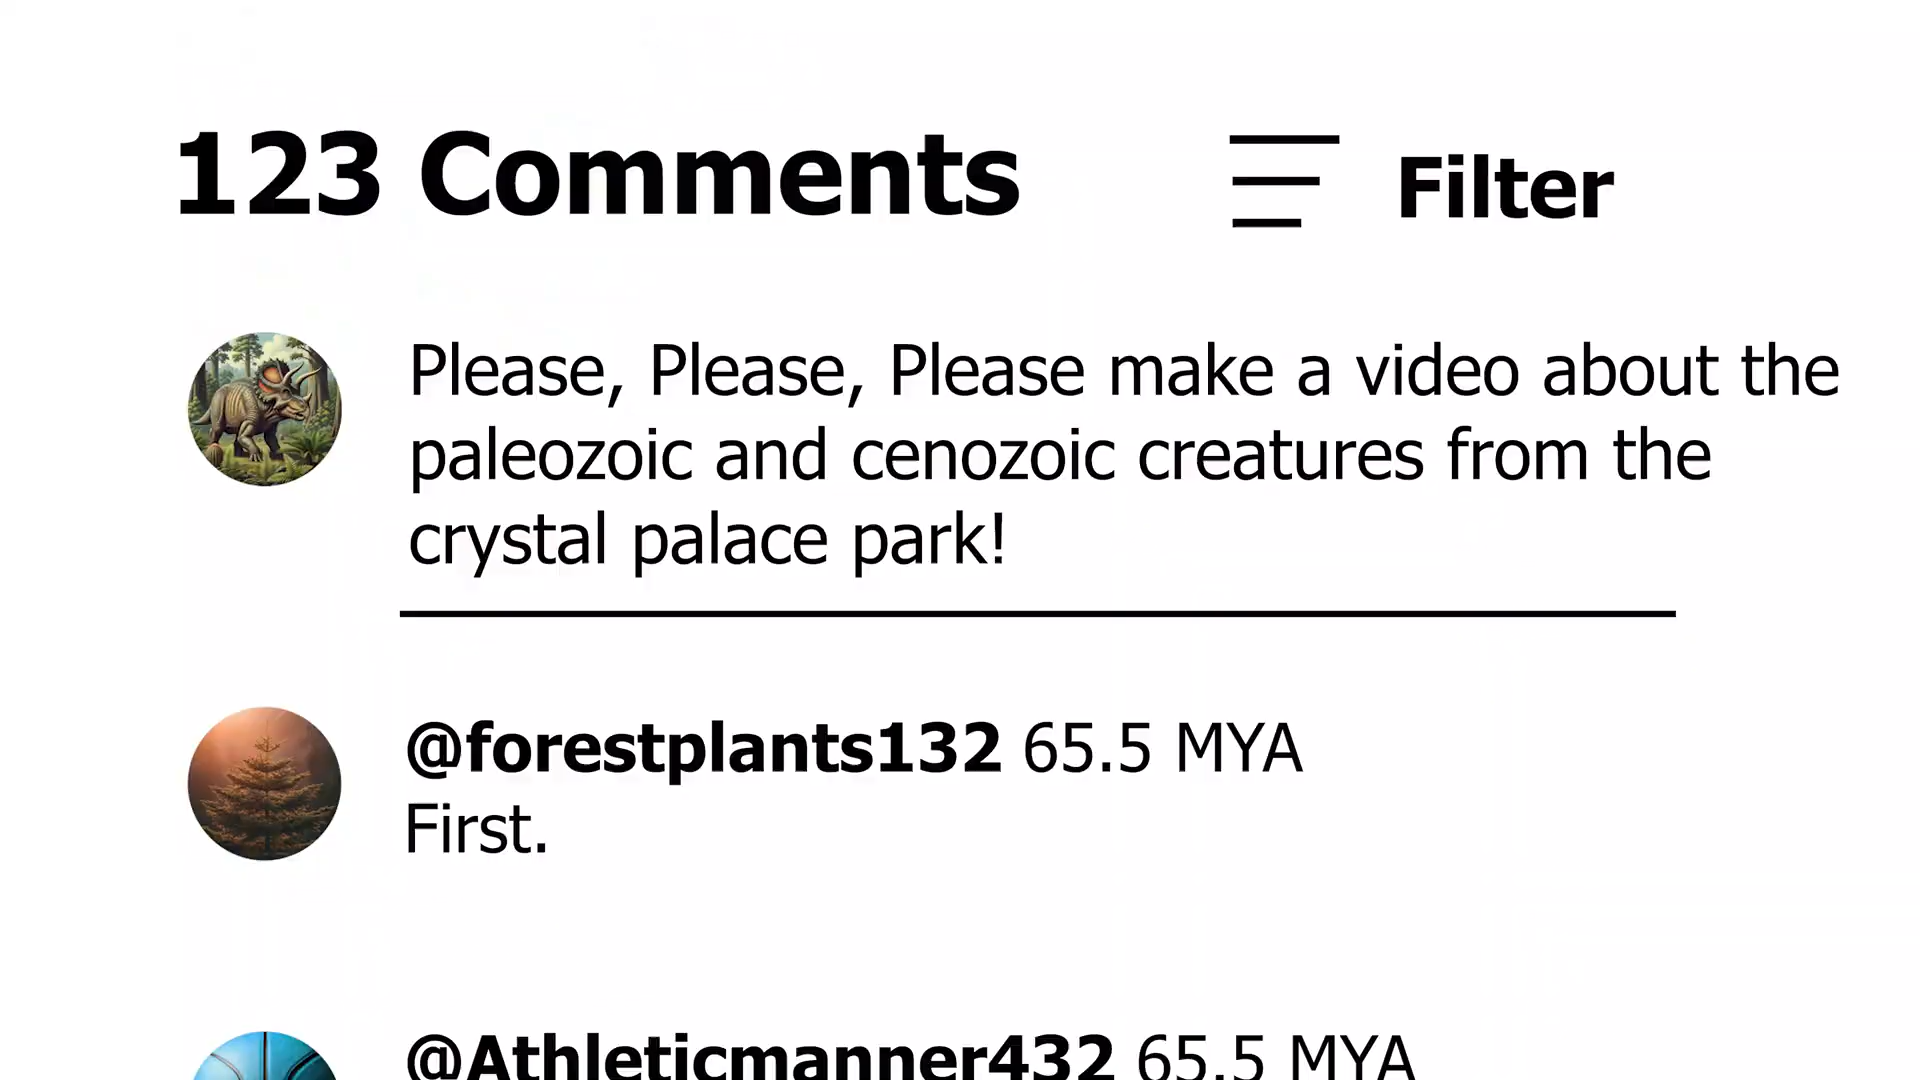 123 Comments
Filter
Please, Please, Please make a video about the
paleozoic and cenozoic creatures from the
crystal palace park!
@forestplants132 65.5 MYA
First.
@Athleticmanner432 65.5 MYA